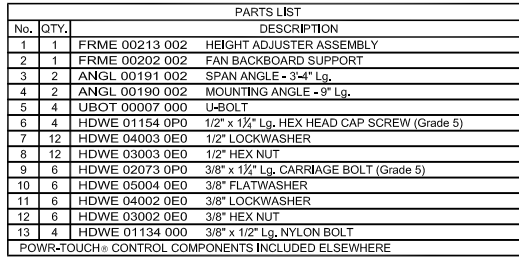 PARTS LIST
No. QTY. DESCRIPTION
1 1 FRME 00213 002 HEIGHT ADJUSTER ASSEMBLY
2 1 FRME 00202 002 FAN BACKBOARD SUPPORT
3 2 ANGL 00191 002 SPAN ANGLE - 3'-4" Lg.
4 2 ANGL 00190 002 MOUNTING ANGLE - 9" Lg.
5 4 UBOT 00007 000 U-BOLT
6 4 HDWE 01154 0P0 1/2" x 1¼" Lg. HEX HEAD CAP SCREW (Grade 5)
7 12 HDWE 04003 0E0 1/2" LOCKWASHER
8 12 HDWE 03003 0E0 1/2" HEX NUT
9 6 HDWE 02073 0P0 3/8" x 1¼" Lg. CARRIAGE BOLT (Grade 5)
10 6 HDWE 05004 0E0 3/8" FLATWASHER
11 6 HDWE 04002 0E0 3/8" LOCKWASHER
12 6 HDWE 03002 0E0 3/8" HEX NUT
13 4 HDWE 01134 000 3/8" x 1/2" Lg. NYLON BOLT
POWR-TOUCH® CONTROL COMPONENTS INCLUDED ELSEWHERE